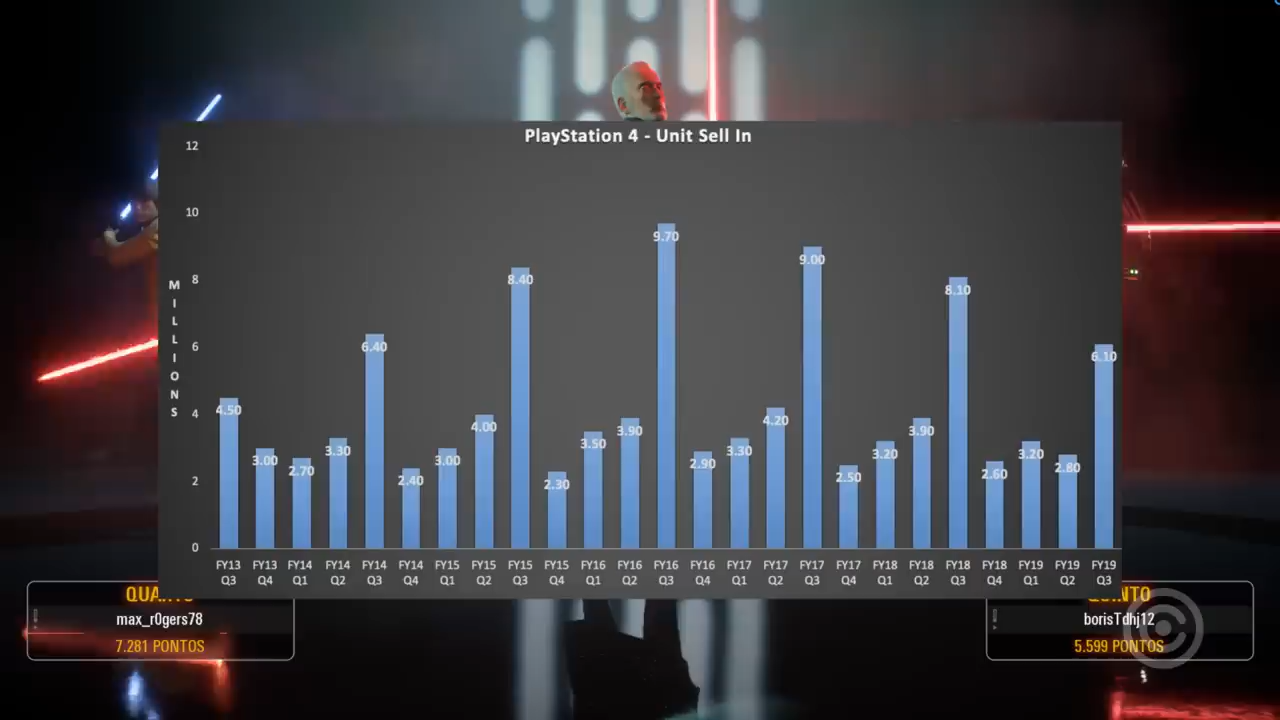 PlayStation 4 - Unit Sell In
12
10
8
6
4
2
0
MILLIONS
4.50
3.00
2.70
3.30
6.40
2.40
3.00
4.00
8.40
2.30
3.50
3.90
9.70
2.90
3.30
4.20
9.00
2.50
3.20
3.90
8.10
2.60
3.20
2.80
6.10
FY13 Q3
FY13 Q4
FY14 Q1
FY14 Q2
FY14 Q3
FY14 Q4
FY15 Q1
FY15 Q2
FY15 Q3
FY15 Q4
FY16 Q1
FY16 Q2
FY16 Q3
FY16 Q4
FY17 Q1
FY17 Q2
FY17 Q3
FY17 Q4
FY18 Q1
FY18 Q2
FY18 Q3
FY18 Q4
FY19 Q1
FY19 Q2
FY19 Q3
QUARTO
max_r0gers78
7.281 PONTOS
QUINTO
borisTdhj12
5.599 PONTOS